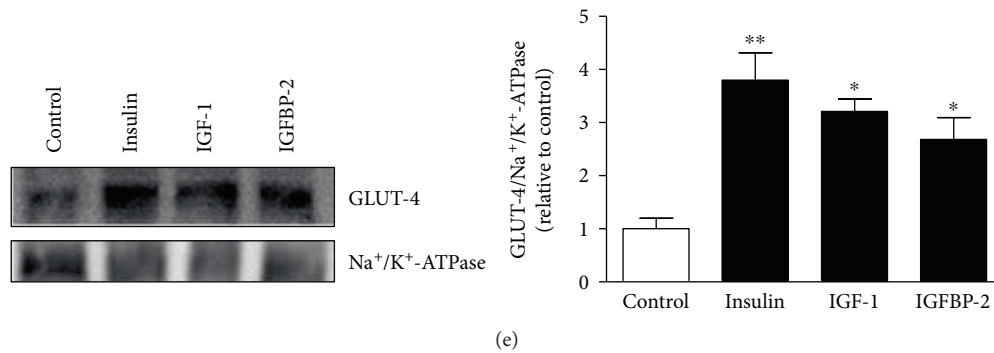 Control
Insulin
IGF-1
IGFBP-2
GLUT-4
Na⁺/K⁺-ATPase
GLUT-4/Na⁺/K⁺-ATPase
(relative to control)
5
4
3
2
1
0
**
*
*
Control Insulin IGF-1 IGFBP-2
(e)